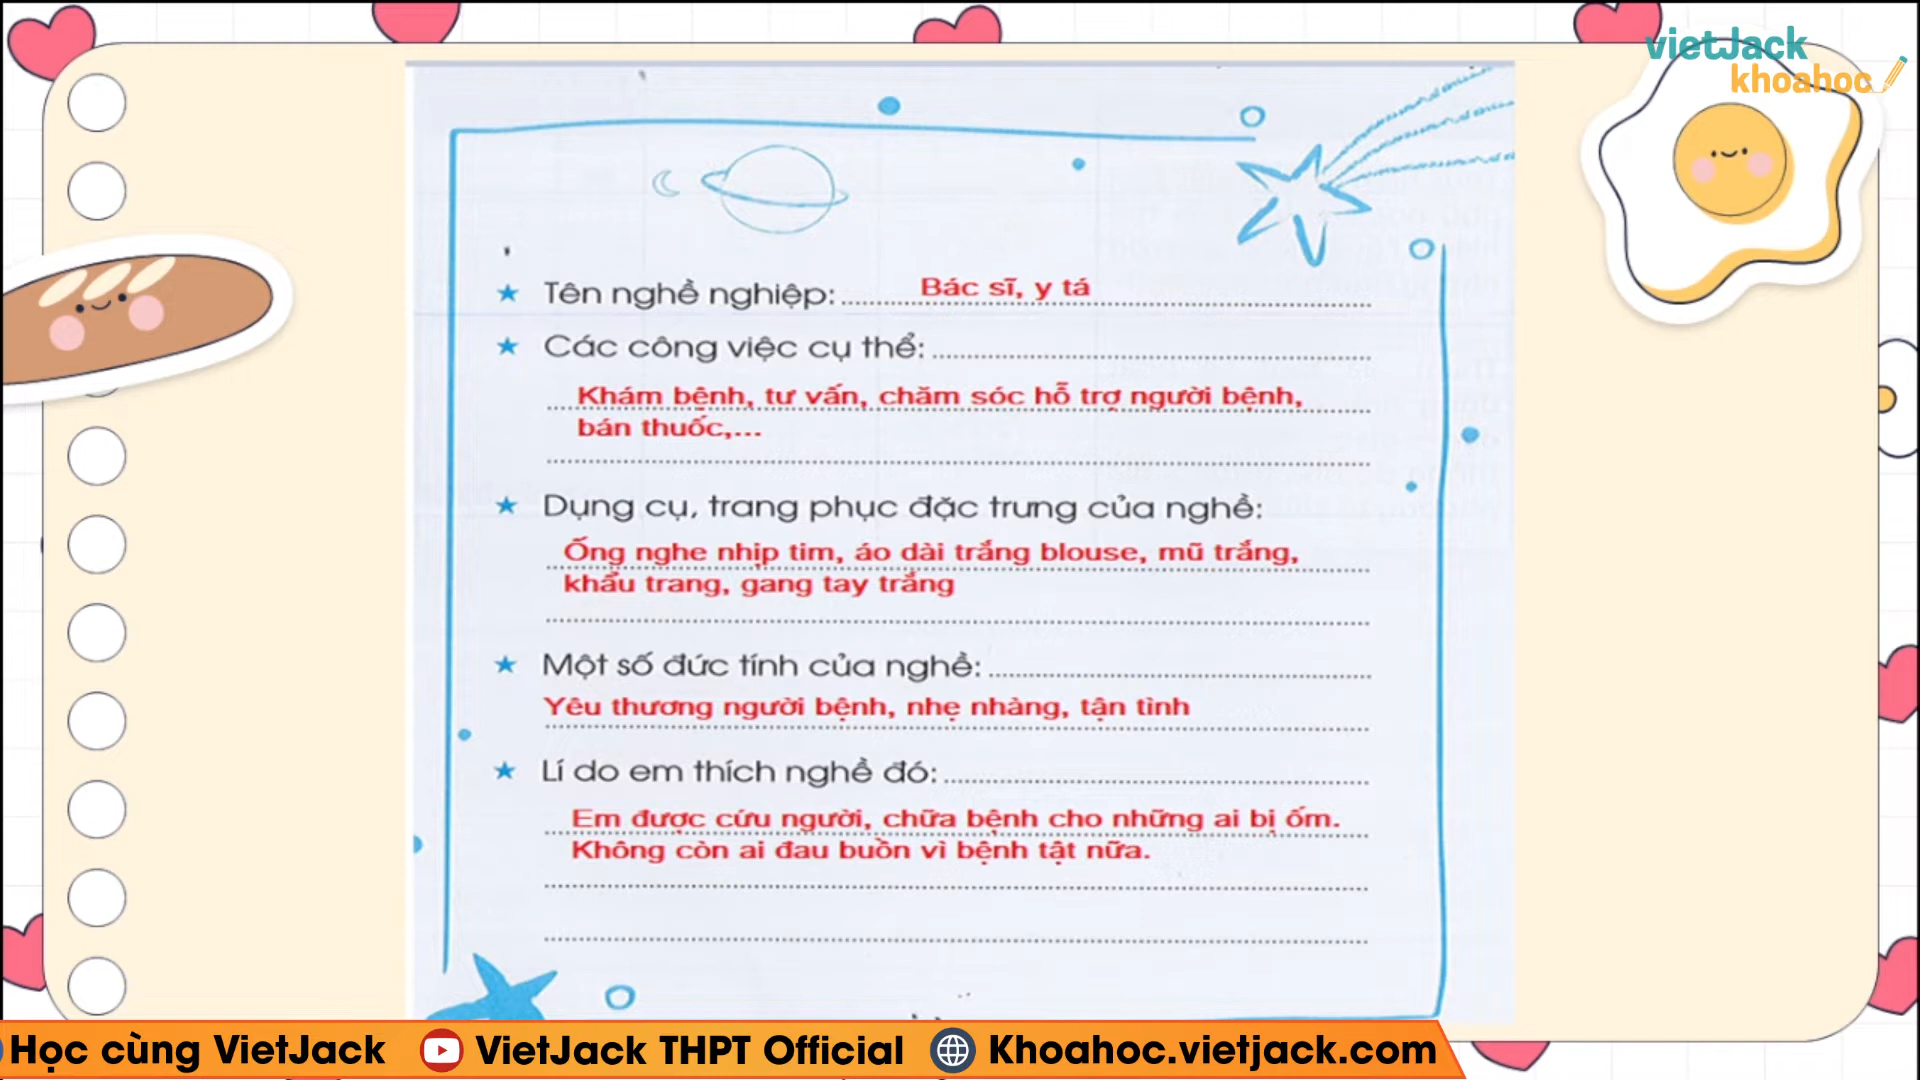 vietJack
khoahoc
Tên nghề nghiệp: Bác sĩ, y tá
Các công việc cụ thể:
Khám bệnh, tư vấn, chăm sóc hỗ trợ người bệnh,
bán thuốc,...
Dụng cụ, trang phục đặc trưng của nghề:
Ống nghe nhịp tim, áo dài trắng blouse, mũ trắng,
khẩu trang, gang tay trắng
Một số đức tính của nghề:
Yêu thương người bệnh, nhẹ nhàng, tận tình
Lí do em thích nghề đó:
Em được cứu người, chữa bệnh cho những ai bị ốm.
Không còn ai đau buồn vì bệnh tật nữa.
Học cùng VietJack VietJack THPT Official Khoahoc.vietjack.com